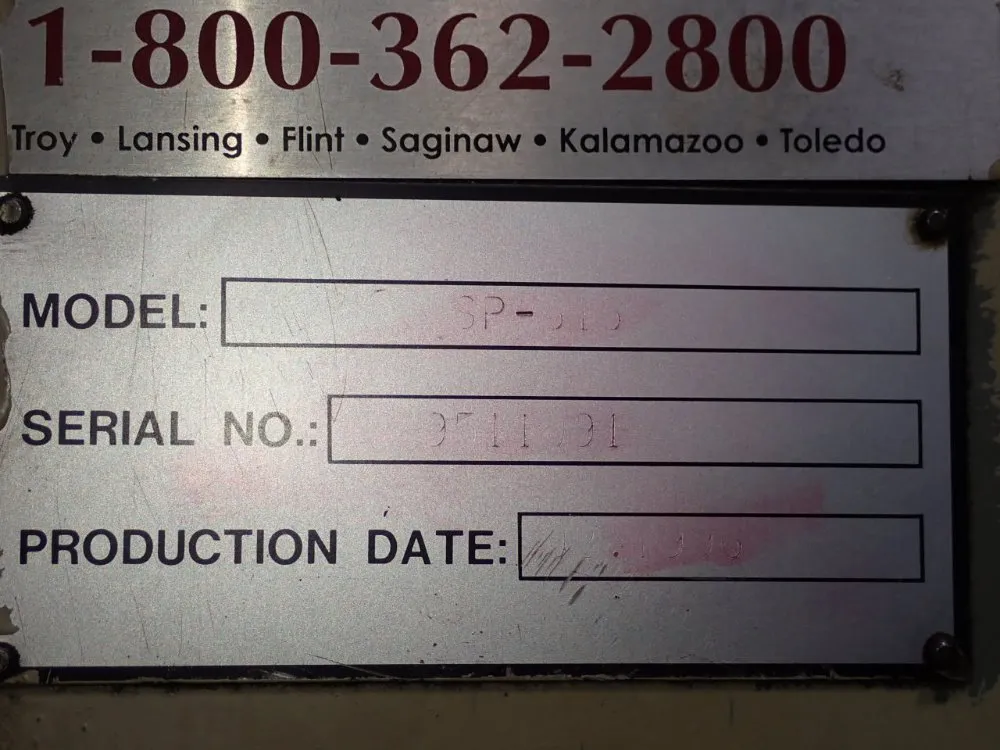 1-800-362-2800
Troy • Lansing • Flint • Saginaw • Kalamazoo • Toledo
MODEL:
SERIAL NO.:
PRODUCTION DATE: